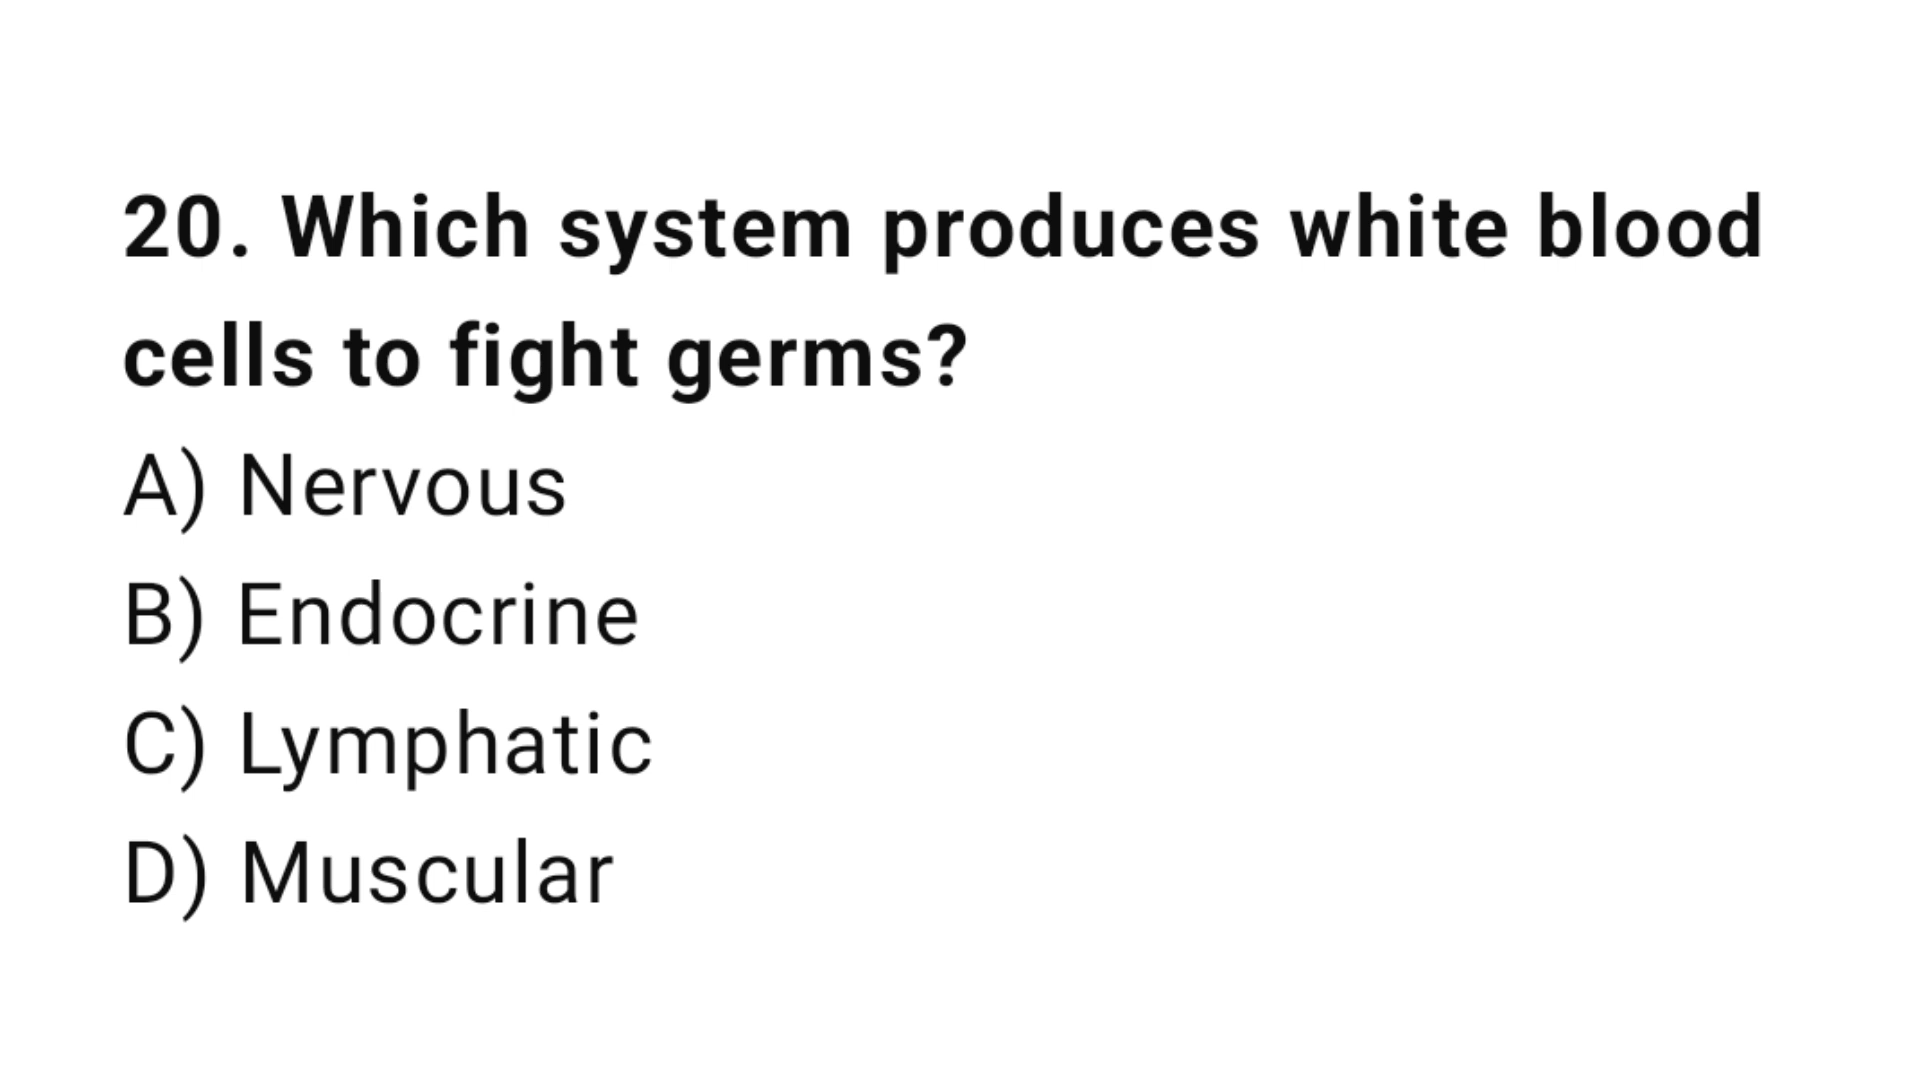 20. Which system produces white blood
cells to fight germs?
A) Nervous
B) Endocrine
C) Lymphatic
D) Muscular